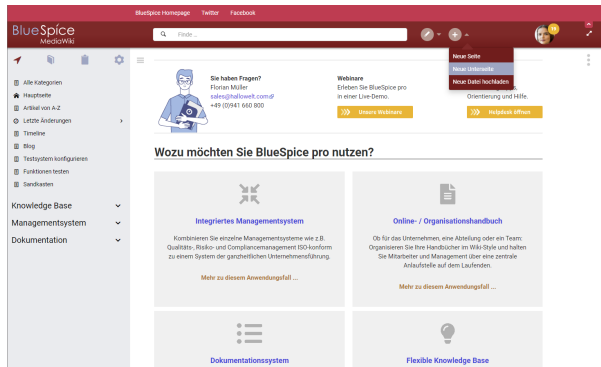 BlueSpice Homepage Twitter Facebook
BlueSpice
MediaWiki
Finde ...
Neue Seite
Neue Unterseite
Neue Datei hochladen
Alle Kategorien
Hauptseite
Artikel von A-Z
Letzte Änderungen
Timeline
Blog
Testsystem konfigurieren
Funktionen testen
Sandkasten
Knowledge Base
Managementsystem
Dokumentation
Sie haben Fragen?
Florian Müller
sales@hallowelt.com
+49 (0)941 660 800
Webinare
Erleben Sie BlueSpice pro
in einer Live-Demo.
Unsere Webinare
Orientierung und Hilfe.
Helpdesk öffnen
Wozu möchten Sie BlueSpice pro nutzen?
Integriertes Managementsystem
Kombinieren Sie einzelne Managementsysteme wie z.B.
Qualitäts-, Risiko- und Compliancemanagement ISO-konform
zu einem System der ganzheitlichen Unternehmensführung.
Mehr zu diesem Anwendungsfall ...
Online- / Organisationshandbuch
Ob für das Unternehmen, eine Abteilung oder ein Team:
Organisieren Sie Ihre Handbücher im Wiki-Style und halten
Sie Mitarbeiter und Management über eine zentrale
Anlaufstelle auf dem Laufenden.
Mehr zu diesem Anwendungsfall ...
Dokumentationssystem
Flexible Knowledge Base